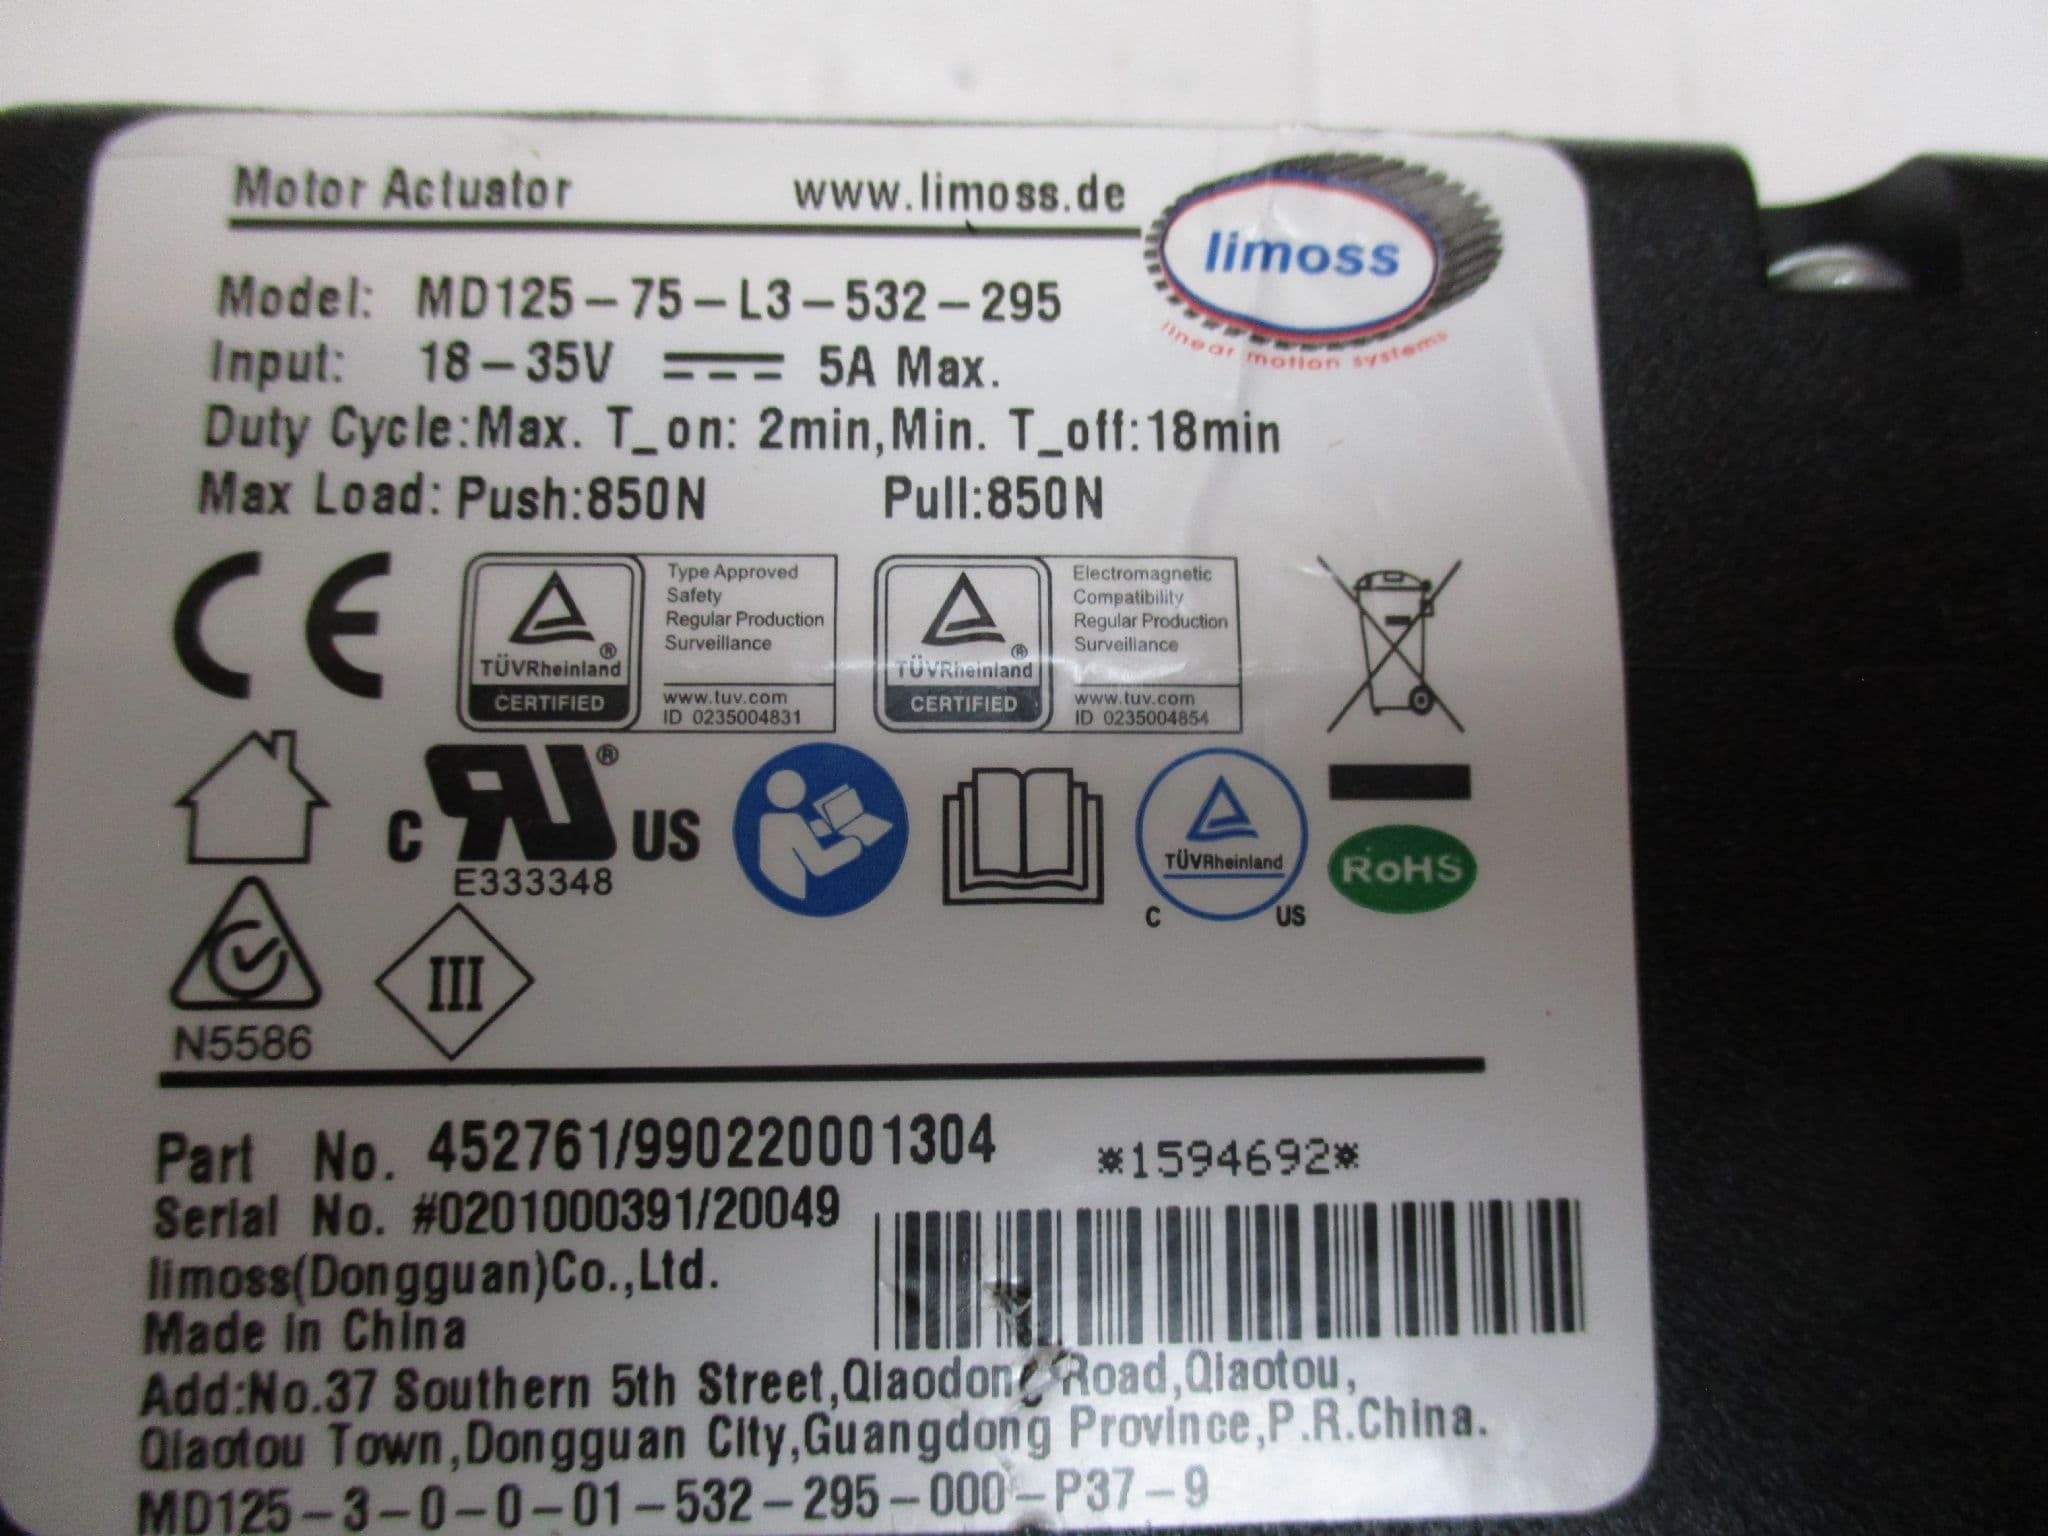 Motor Actuator www.limoss.de
limoss
linear motion systems
Model: MD125-75-L3-532-295
Input: 18-35V 5A Max.
Duty Cycle:Max. T_on: 2min,Min. T_off:18min
Max Load: Push:850N Pull:850N
CE
TÜVRheinland®
CERTIFIED
Type Approved
Safety
Regular Production
Surveillance
www.tuv.com
ID 0235004831
TÜVRheinland®
CERTIFIED
Electromagnetic
Compatibility
Regular Production
Surveillance
www.tuv.com
ID 0235004854
C RU® US
E333348
TÜVRheinland
C US
RoHS
N5586
III
Part No. 452761/990220001304
*1594692*
Serial No. #0201000391/20049
limoss(Dongguan)Co.,Ltd.
Made in China
Add:No.37 Southern 5th Street,Qiaodong Road,Qiaotou,
Qiaotou Town,Dongguan City,Guangdong Province,P.R.China.
MD125-3-0-0-01-532-295-000-P37-9